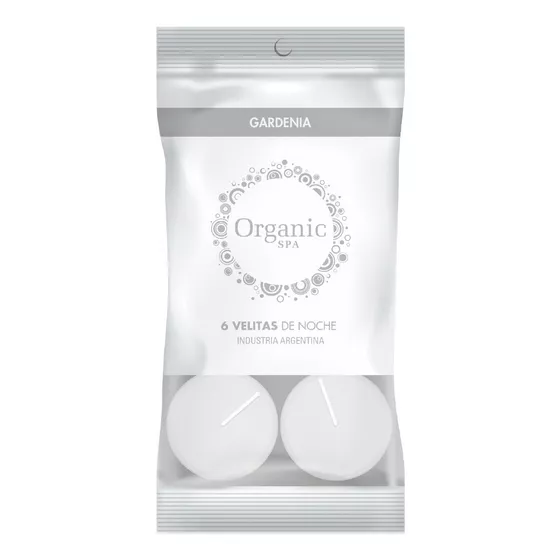 GARDENIA
Organic
SPA
6 VELITAS DE NOCHE
INDUSTRIA ARGENTINA